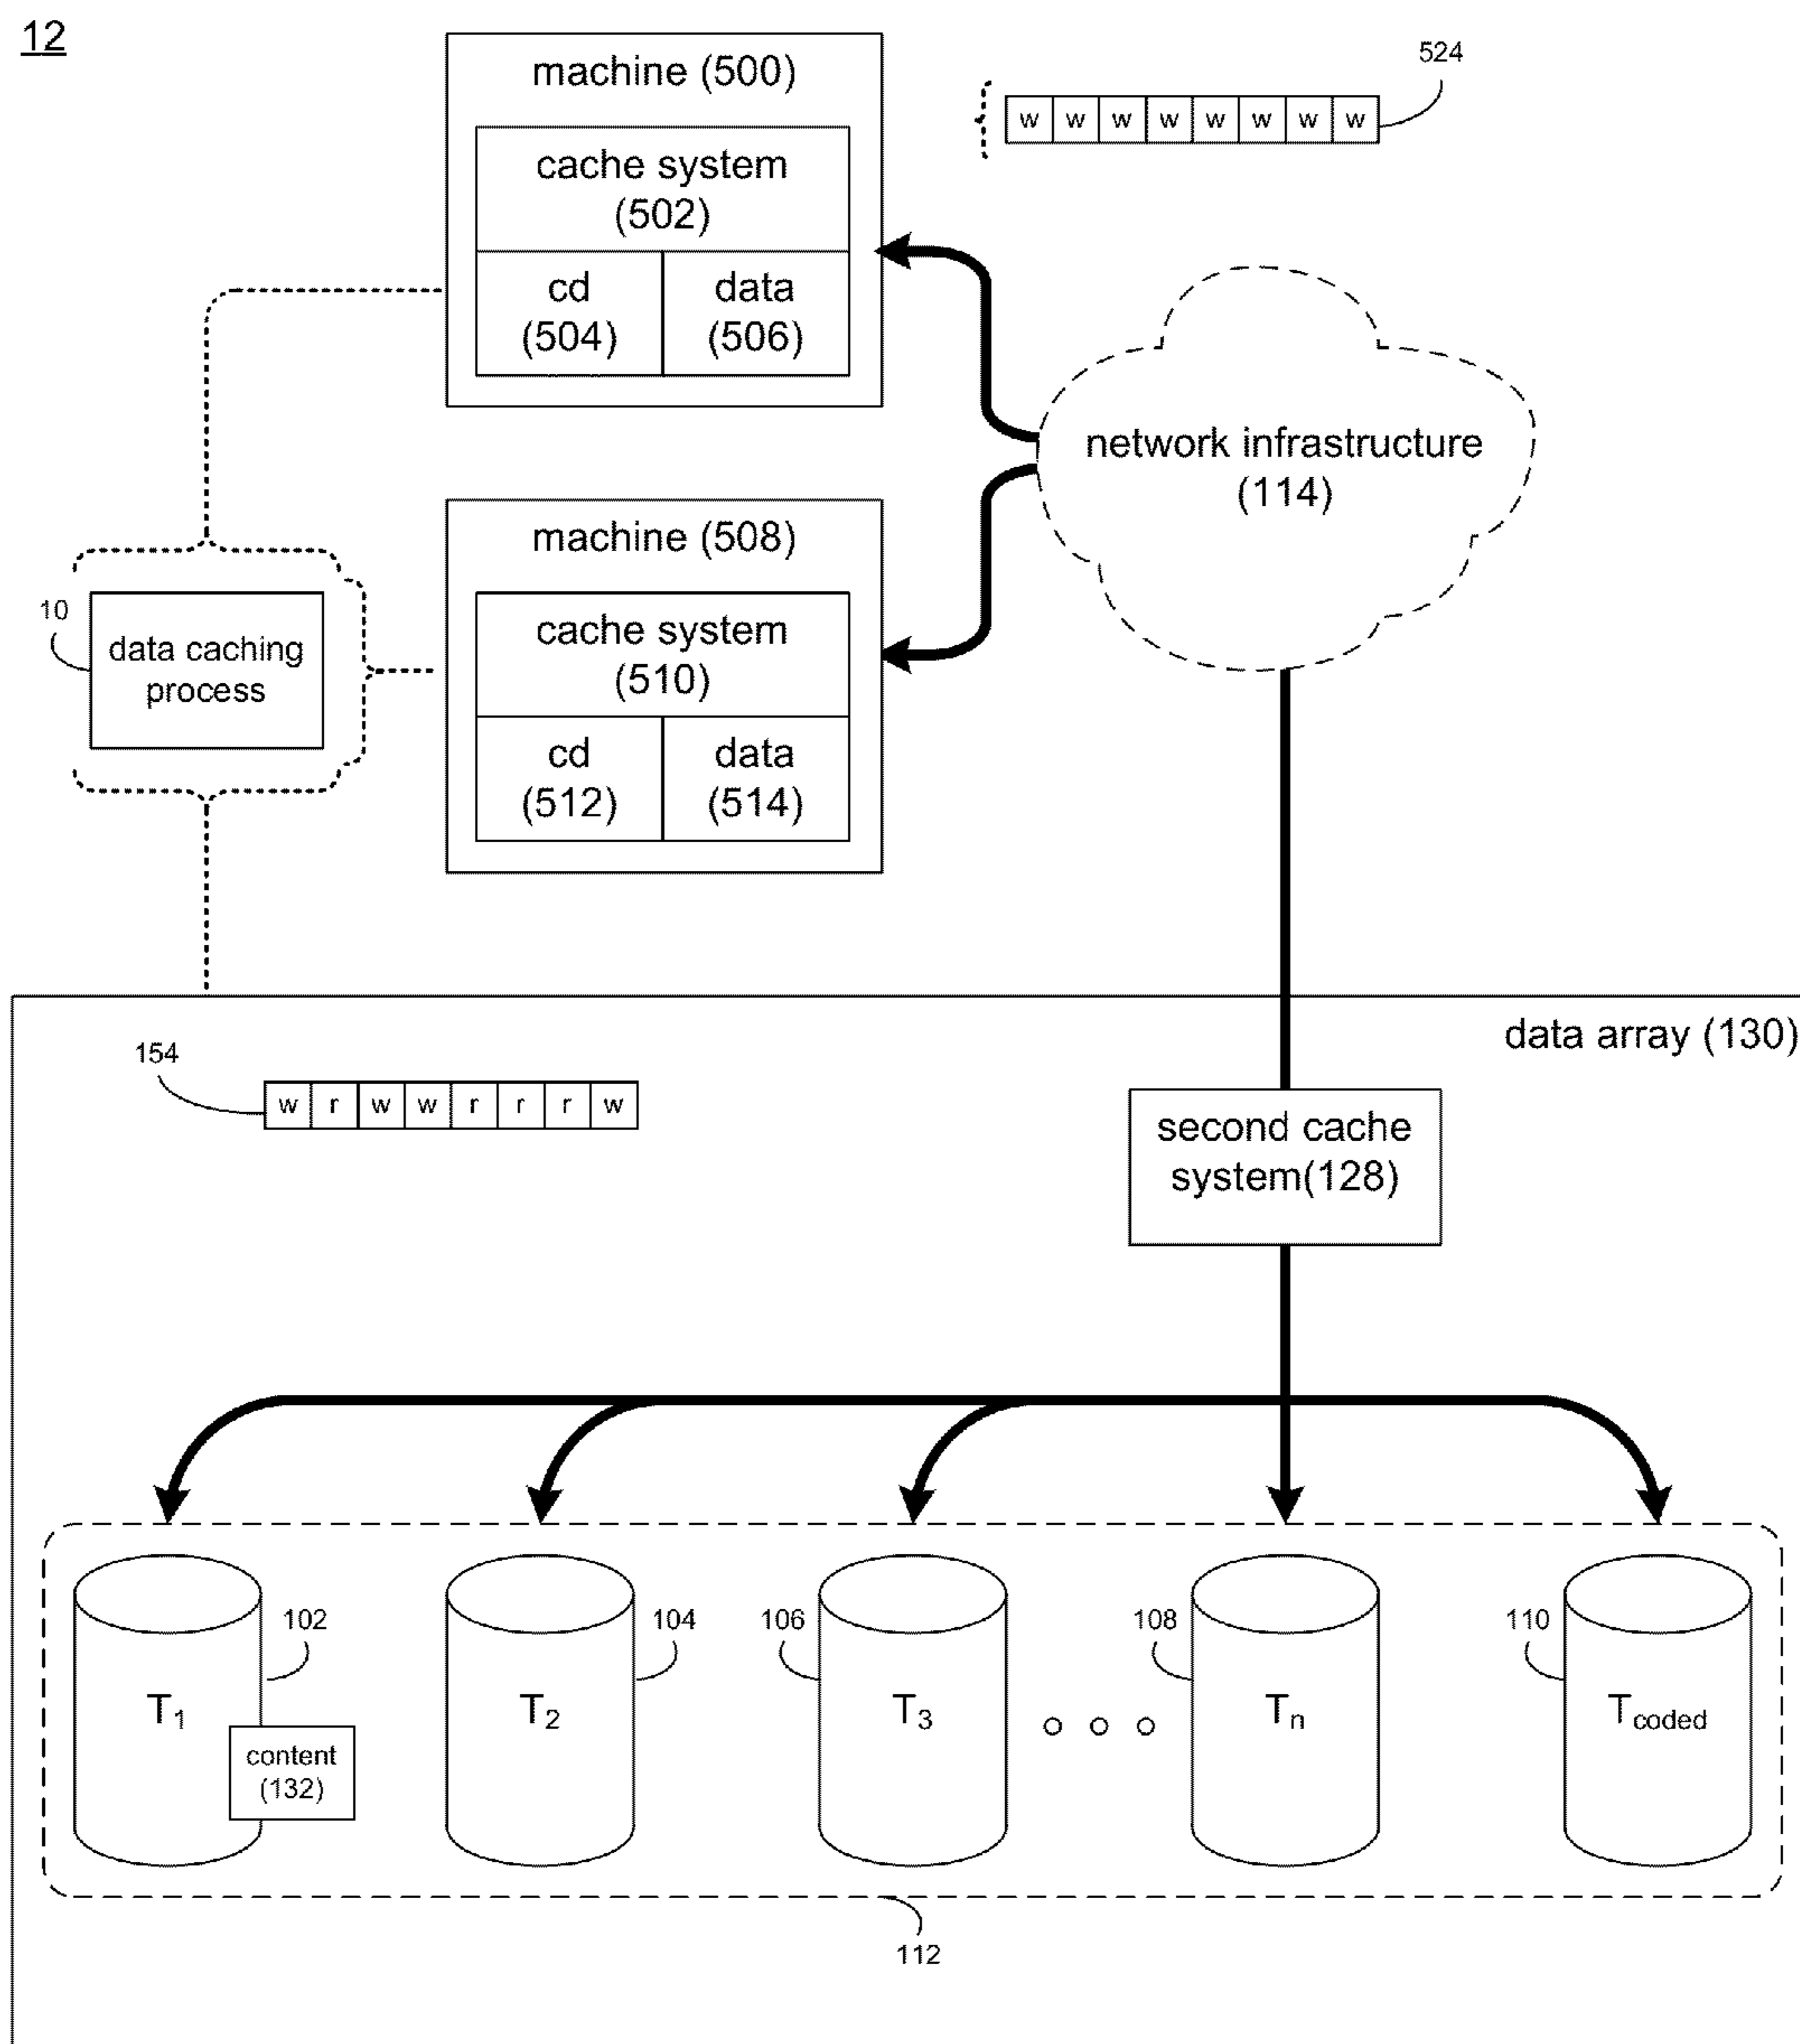 12
machine (500)
cache system
(502)
cd
(504)
data
(506)
524
w w w w w w w w
network infrastructure
(114)
machine (508)
cache system
(510)
cd
(512)
data
(514)
10
data caching
process
data array (130)
154
w r w w r r r w
second cache
system(128)
102
T1
content
(132)
104
T2
106
T3
108
Tn
110
Tcoded
112